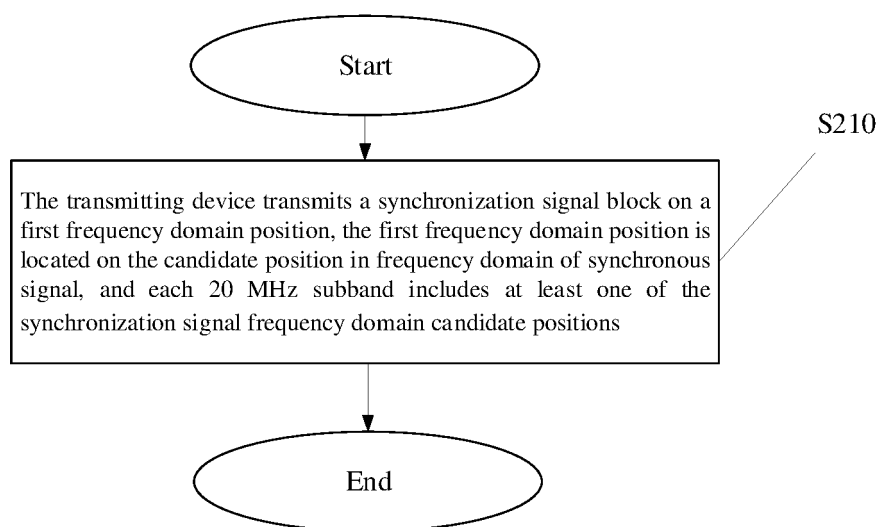 Start
S210
The transmitting device transmits a synchronization signal block on a
first frequency domain position, the first frequency domain position is
located on the candidate position in frequency domain of synchronous
signal, and each 20 MHz subband includes at least one of the
synchronization signal frequency domain candidate positions
End